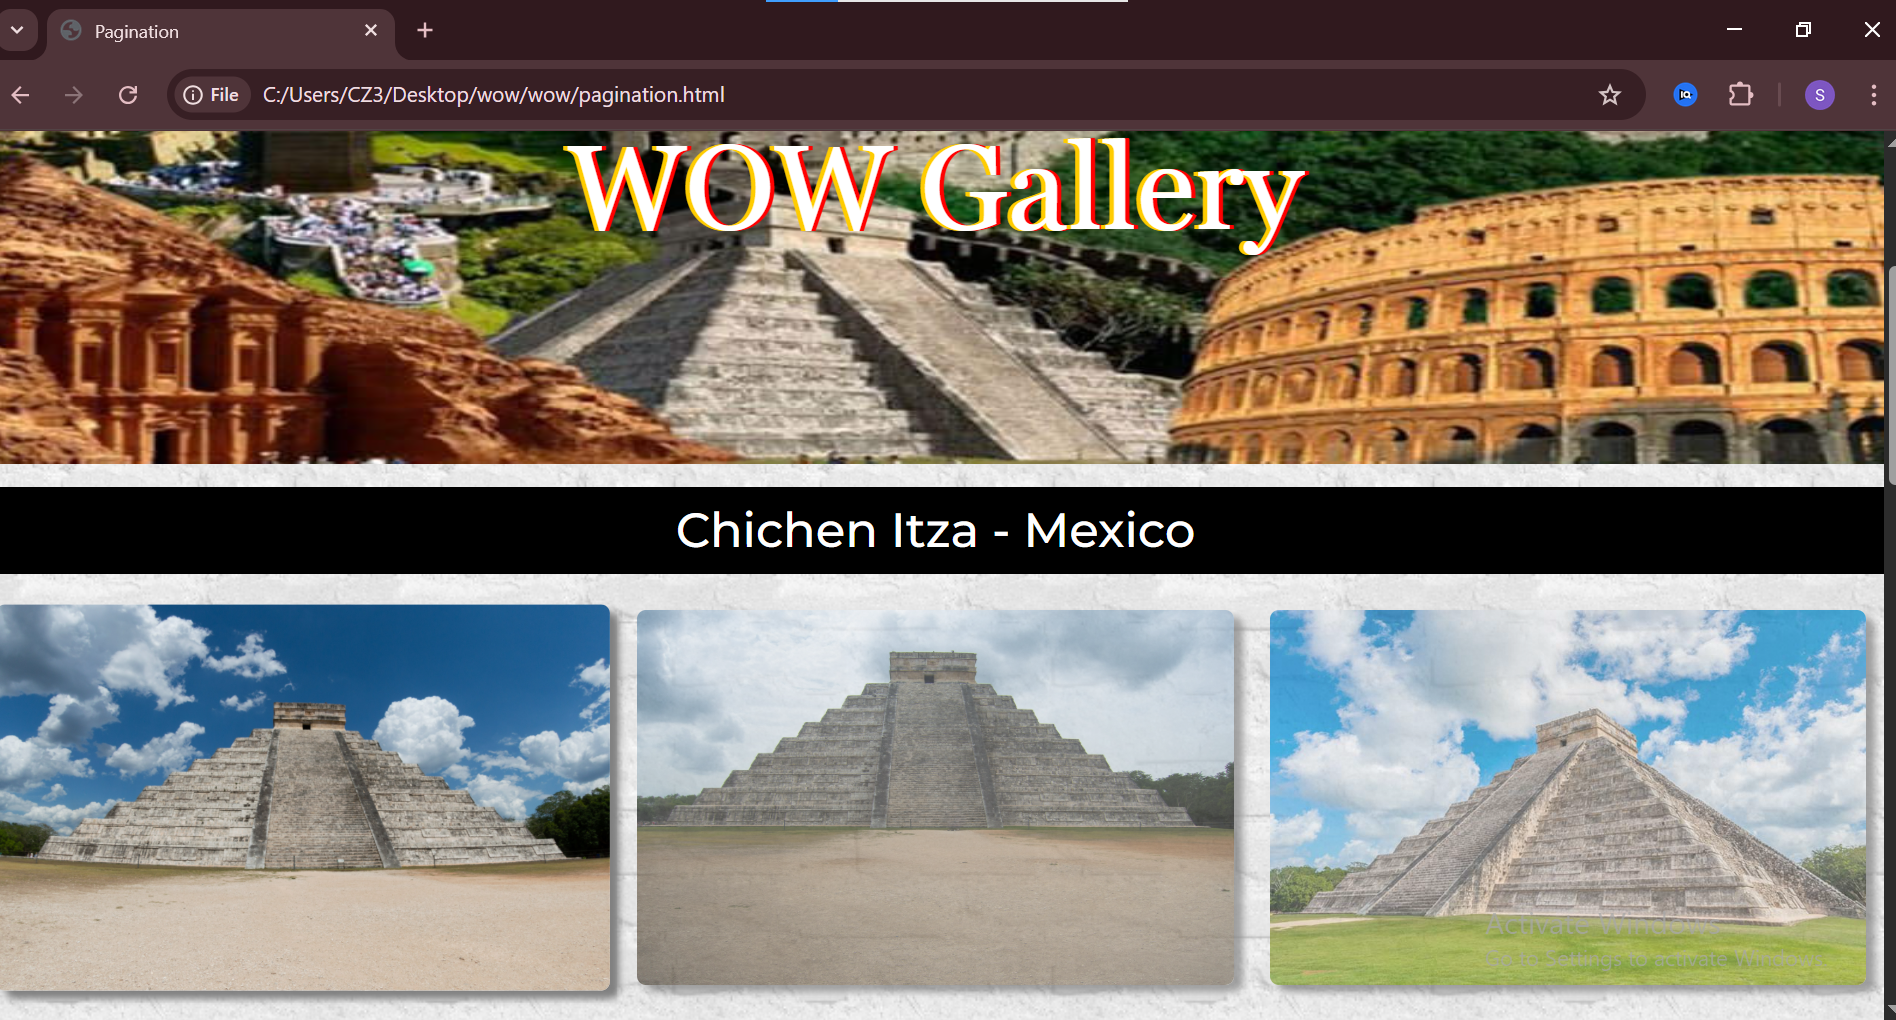 Pagination
File
C:/Users/CZ3/Desktop/wow/wow/pagination.html
IQ
S
WOW Gallery
Chichen Itza - Mexico
Activate Windows
Go to Settings to activate Windows.